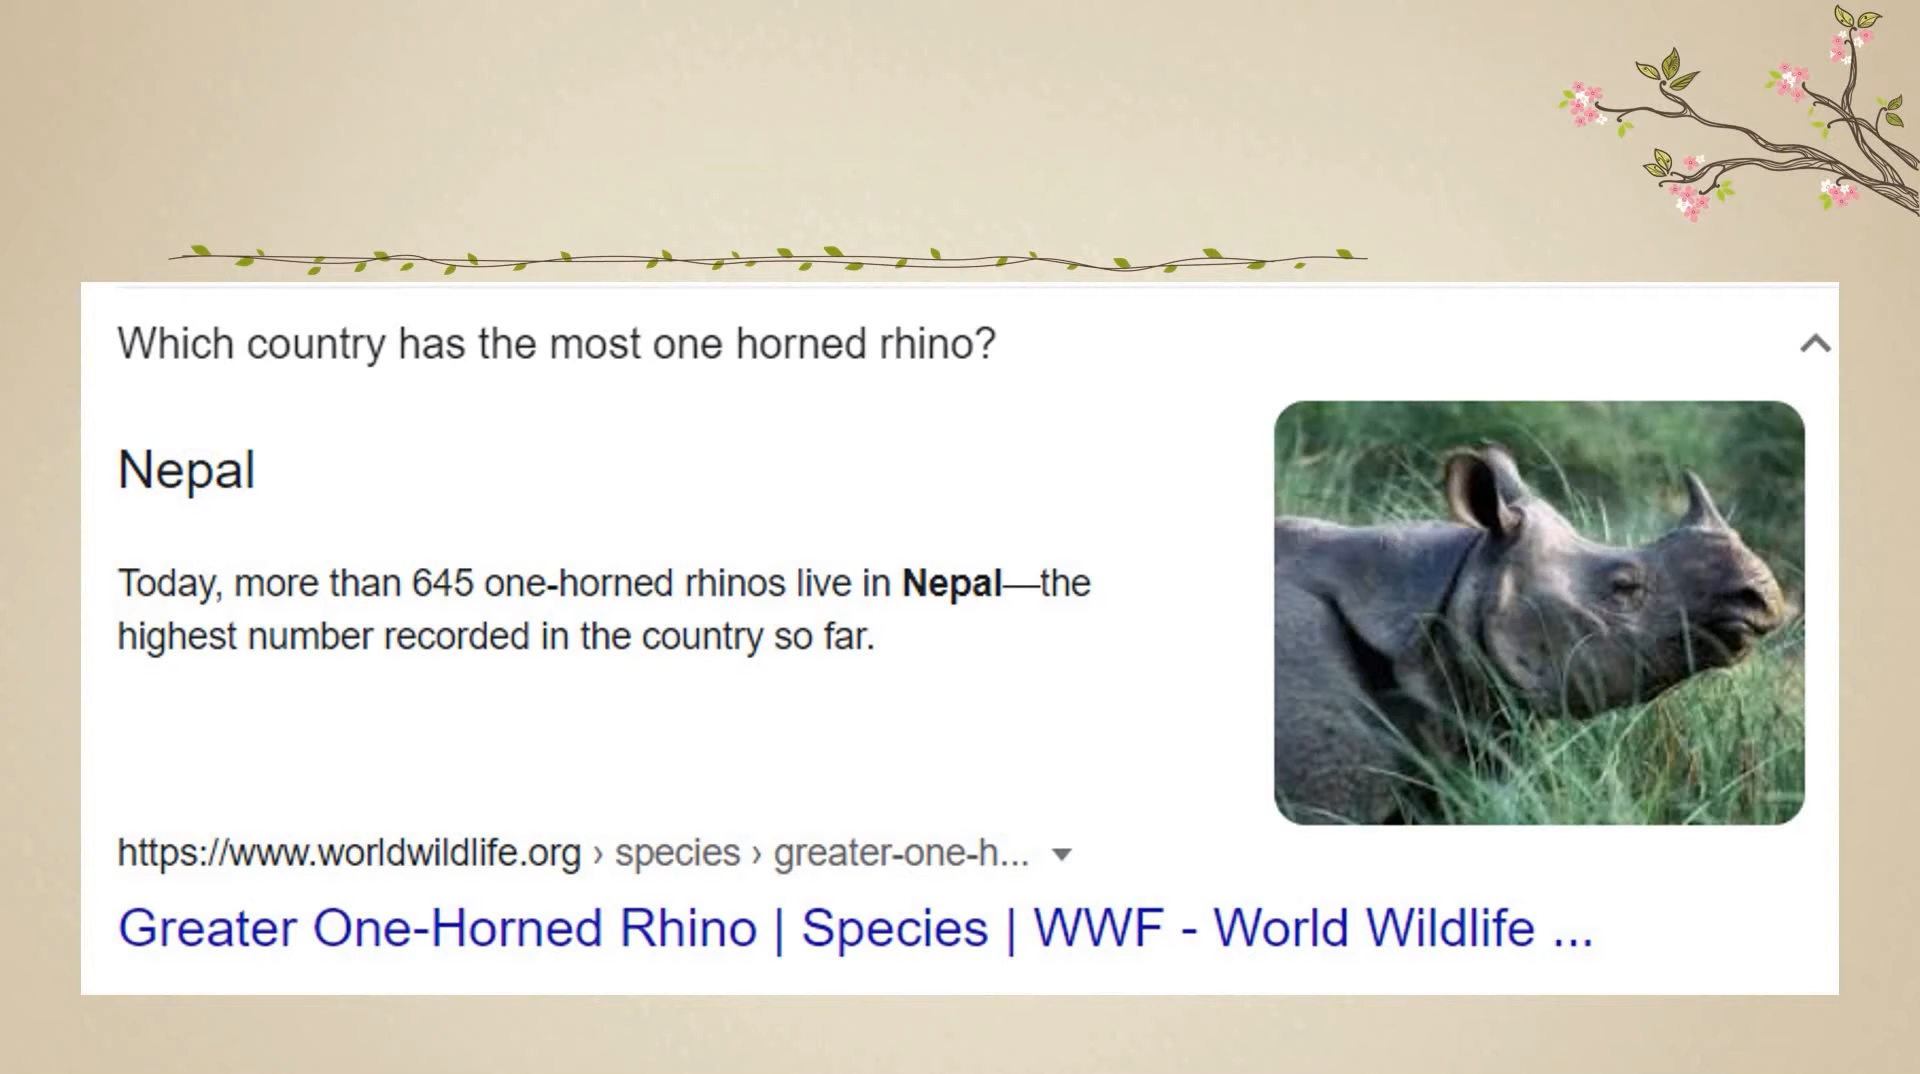 Which country has the most one horned rhino?
Nepal
Today, more than 645 one-horned rhinos live in Nepal—the
highest number recorded in the country so far.
https://www.worldwildlife.org › species › greater-one-h...
Greater One-Horned Rhino | Species | WWF - World Wildlife ...